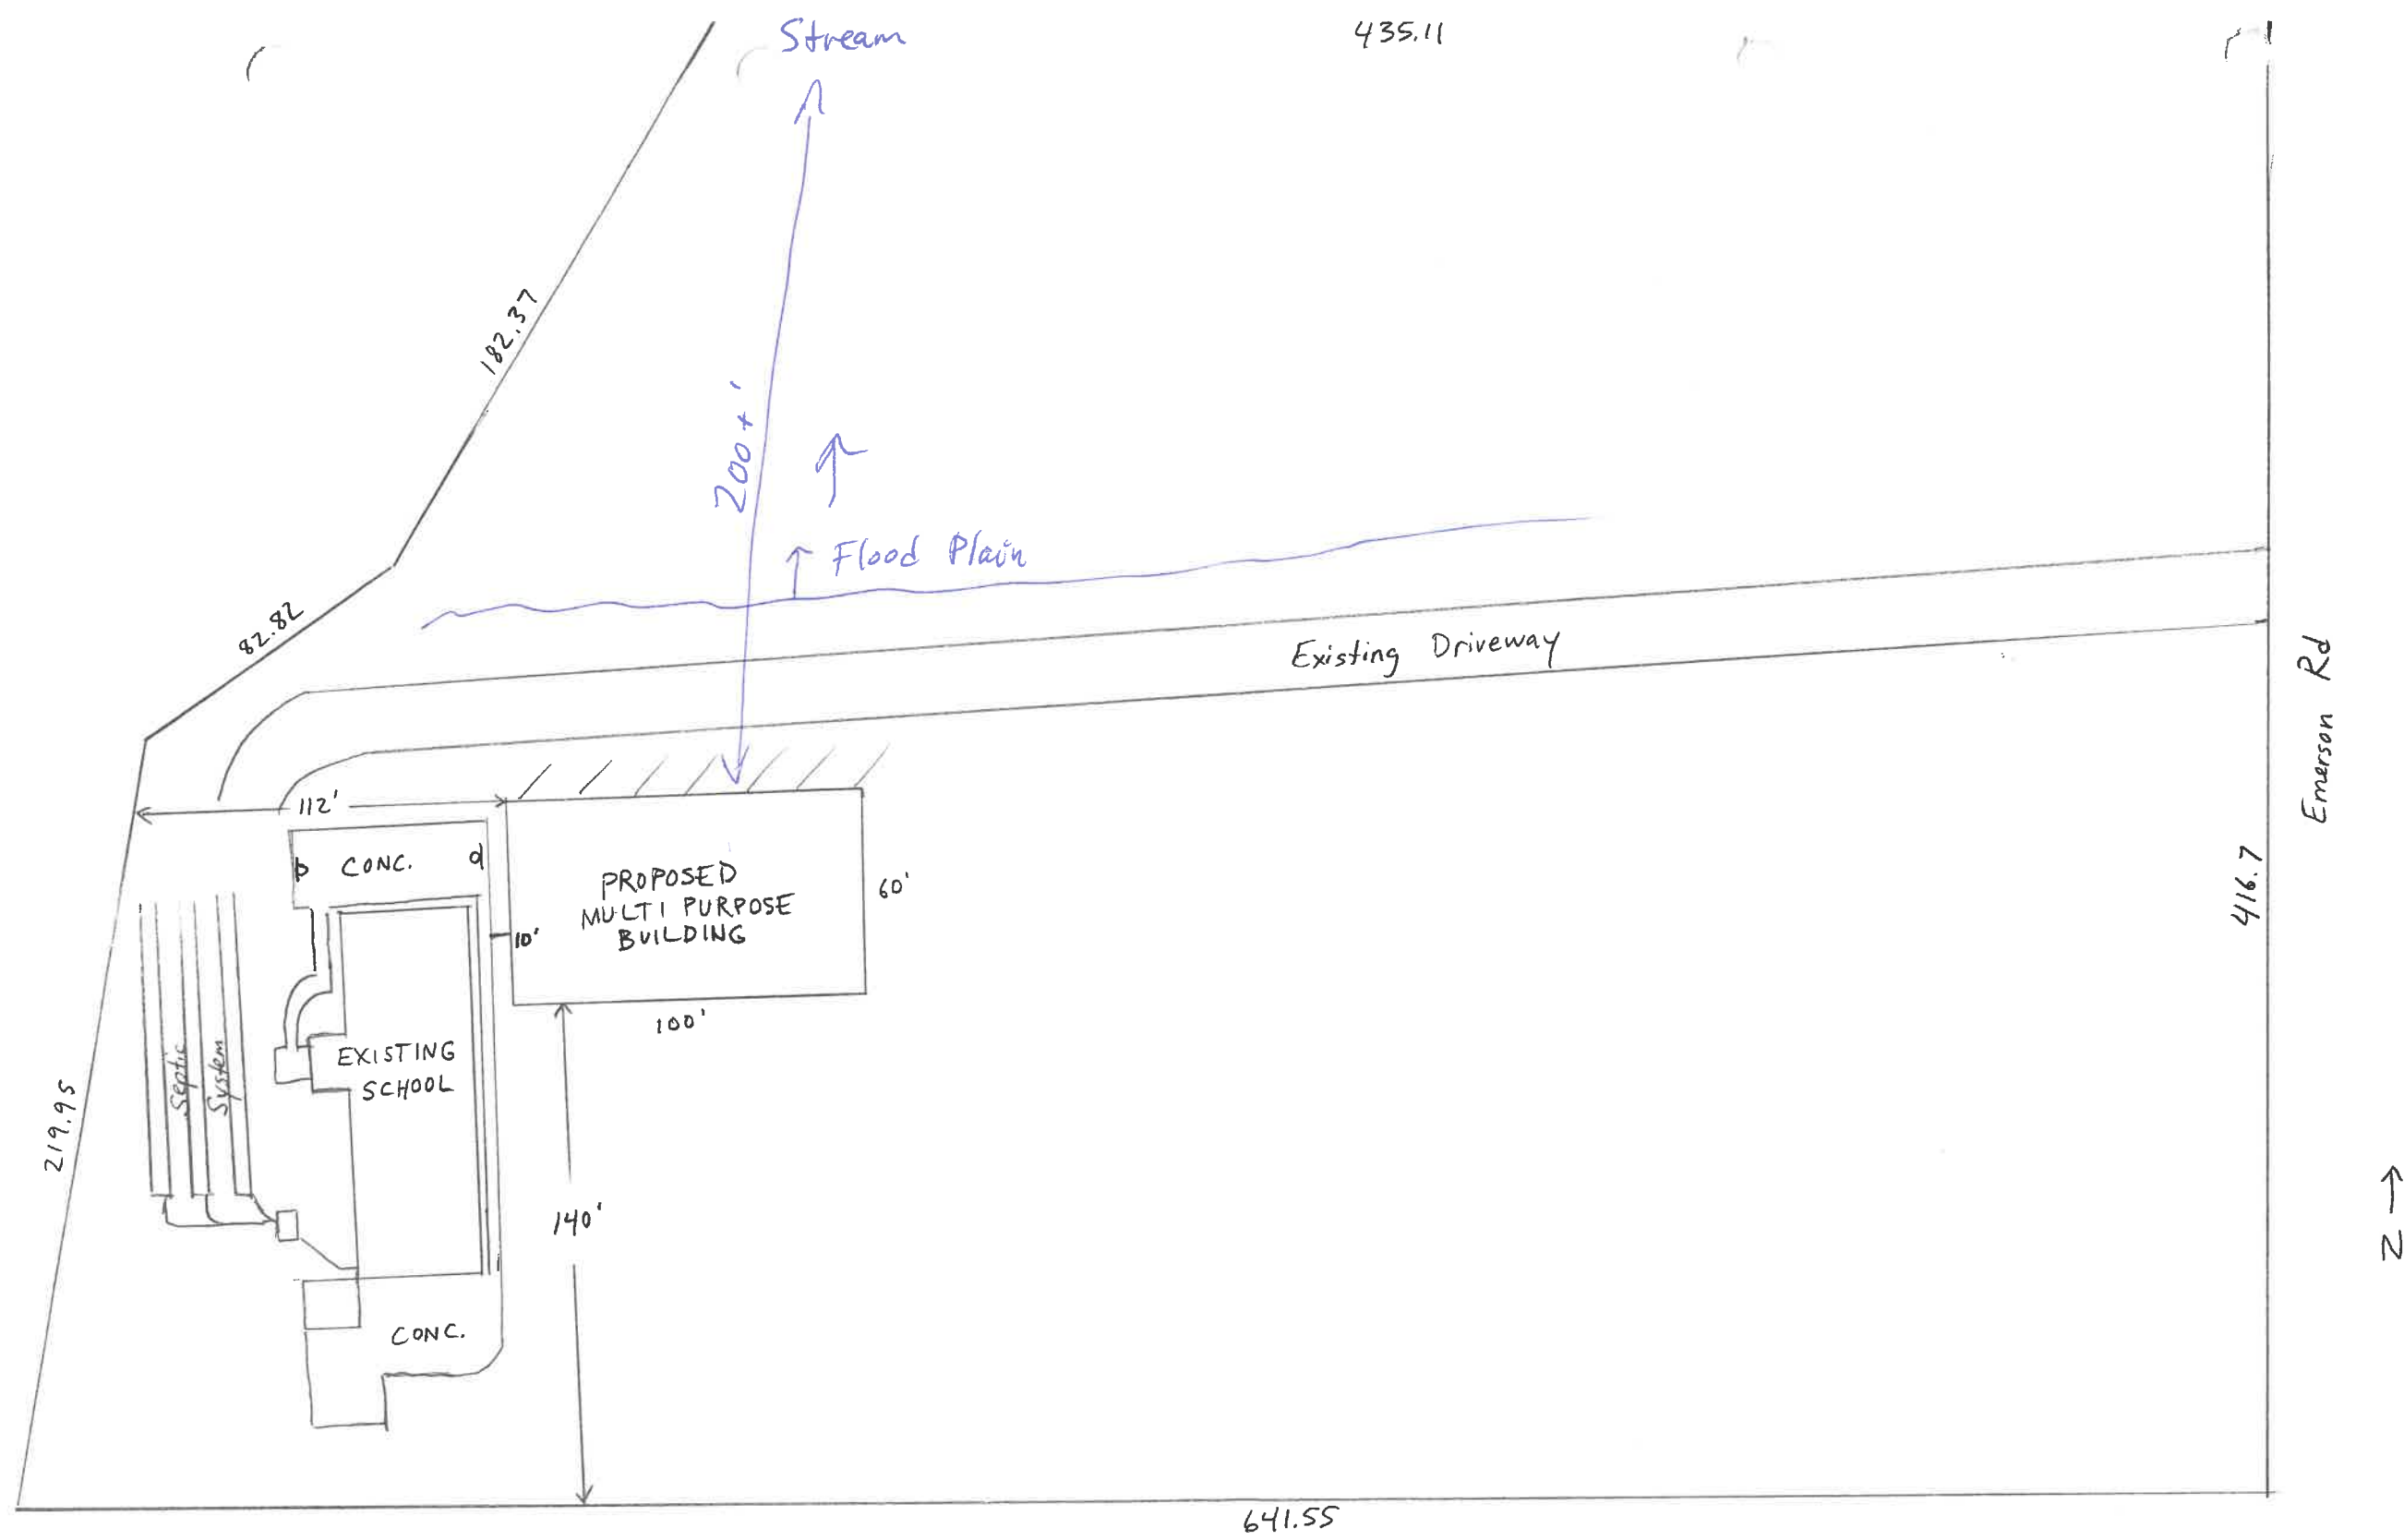 Stream
435.11
182.37
200+'
Flood Plain
82.82
Existing Driveway
Emerson Rd
112'
CONC.
PROPOSED
MULTI PURPOSE
BUILDING
60'
10'
100'
416.7
EXISTING
SCHOOL
Septic
System
219.95
140'
N
CONC.
641.55